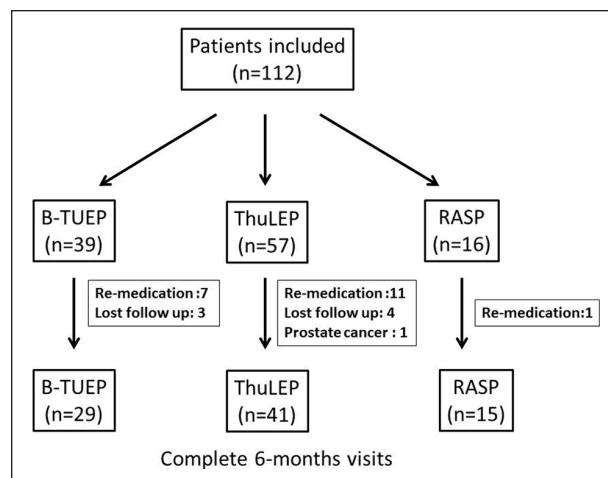 Patients included
(n=112)
B-TUEP
(n=39)
ThuLEP
(n=57)
RASP
(n=16)
Re-medication :7
Lost follow up: 3
Re-medication :11
Lost follow up: 4
Prostate cancer : 1
Re-medication:1
B-TUEP
(n=29)
ThuLEP
(n=41)
RASP
(n=15)
Complete 6-months visits